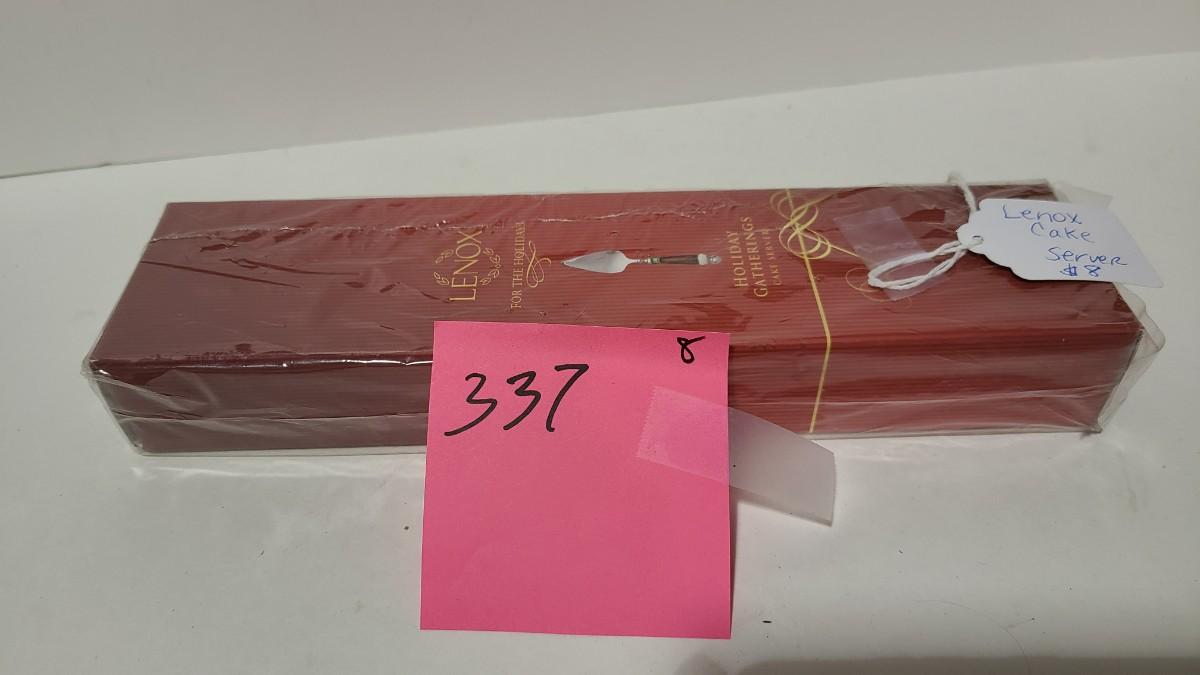 LENOX
FOR THE HOLIDAYS
HOLIDAY
GATHERINGS
CAKE SERVER
Lenox
Cake
Server
$8
8
337